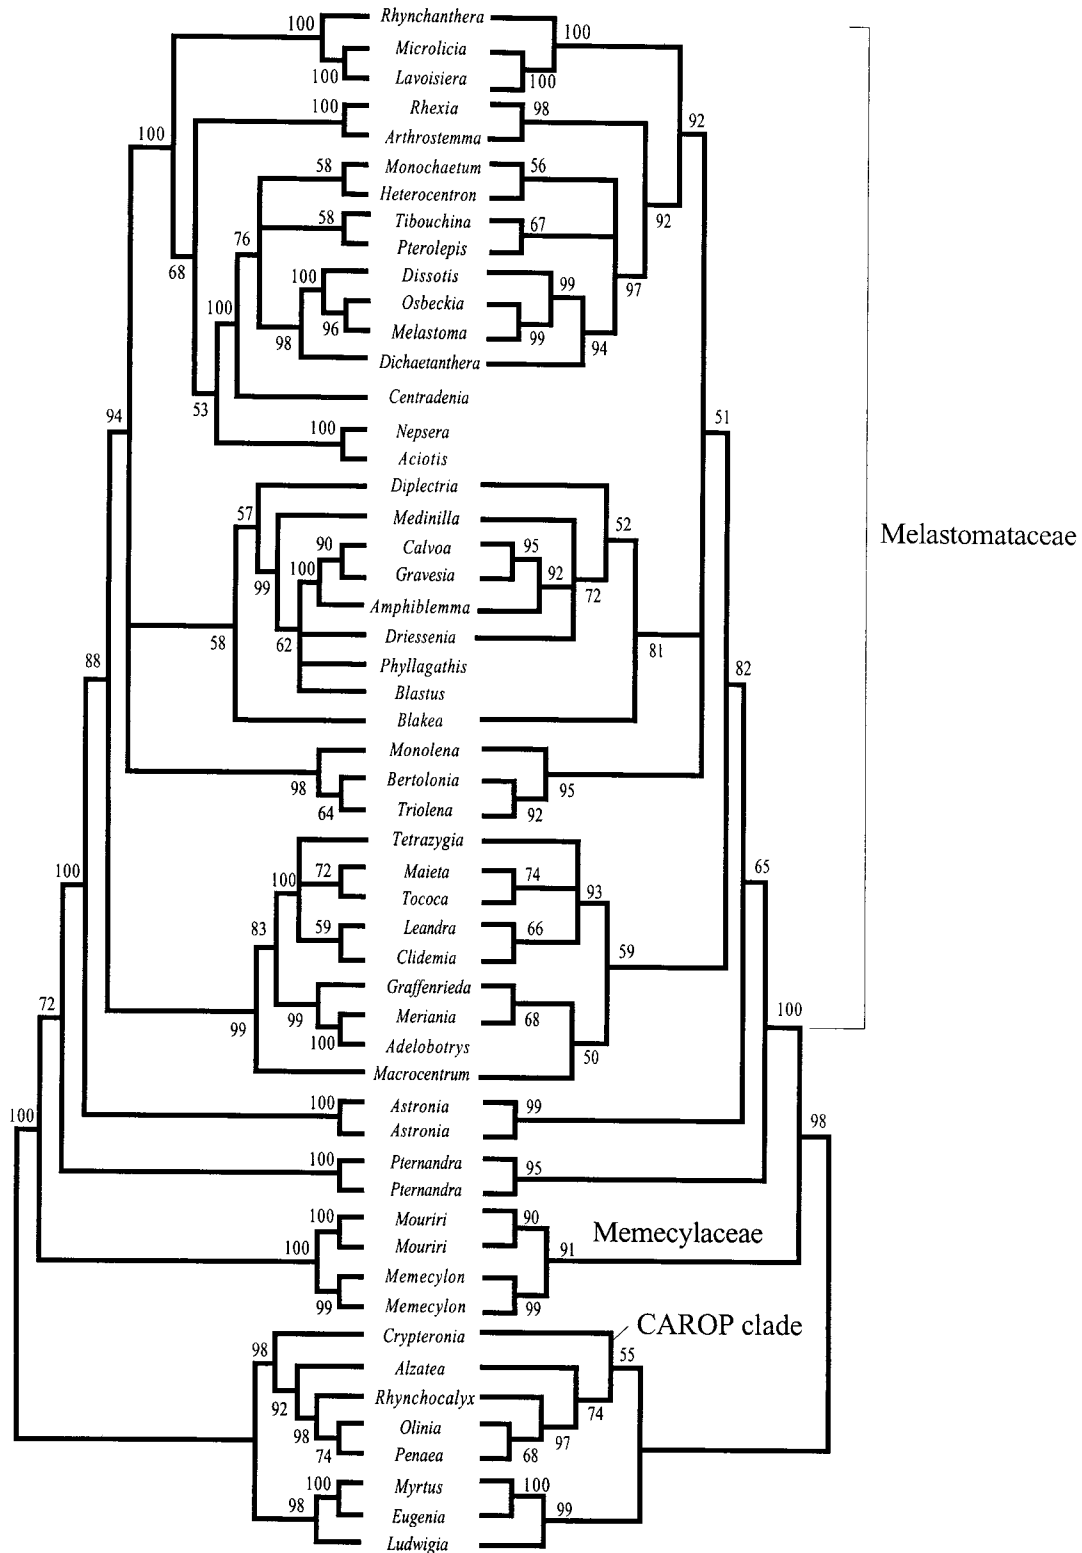 Rhynchanthera
100
100
Microlicia
100
Lavoisiera
100
100
Rhexia
98
Arthrostemma
92
100
58
Monochaetum
56
Heterocentron
58
Tibouchina
67
92
76
Pterolepis
68
100
Dissotis
99
97
100
Osbeckia
96
Melastoma
99
98
94
Dichaetanthera
Centradenia
53
94
51
100
Nepsera
Aciotis
Diplectria
57
52
Medinilla
Melastomataceae
90
Calvoa
95
100
Gravesia
92
99
72
Amphiblemma
Driessenia
58
62
81
Phyllagathis
88
82
Blastus
Blakea
Monolena
98
Bertolonia
95
64
Triolena
92
Tetrazygia
72
Maieta
74
65
100
100
Tococa
93
59
Leandra
66
83
59
Clidemia
Graffenrieda
72
99
Meriania
68
100
99
100
Adelobotrys
50
Macrocentrum
100
Astronia
99
100
98
Astronia
100
Pternandra
95
Pternandra
100
Mouriri
90
Memecylaceae
100
Mouriri
91
Memecylon
99
Memecylon
99
CAROP clade
Crypteronia
98
55
Alzatea
92
Rhynchocalyx
74
98
Olinia
97
74
Penaea
68
100
Myrtus
100
98
Eugenia
99
Ludwigia